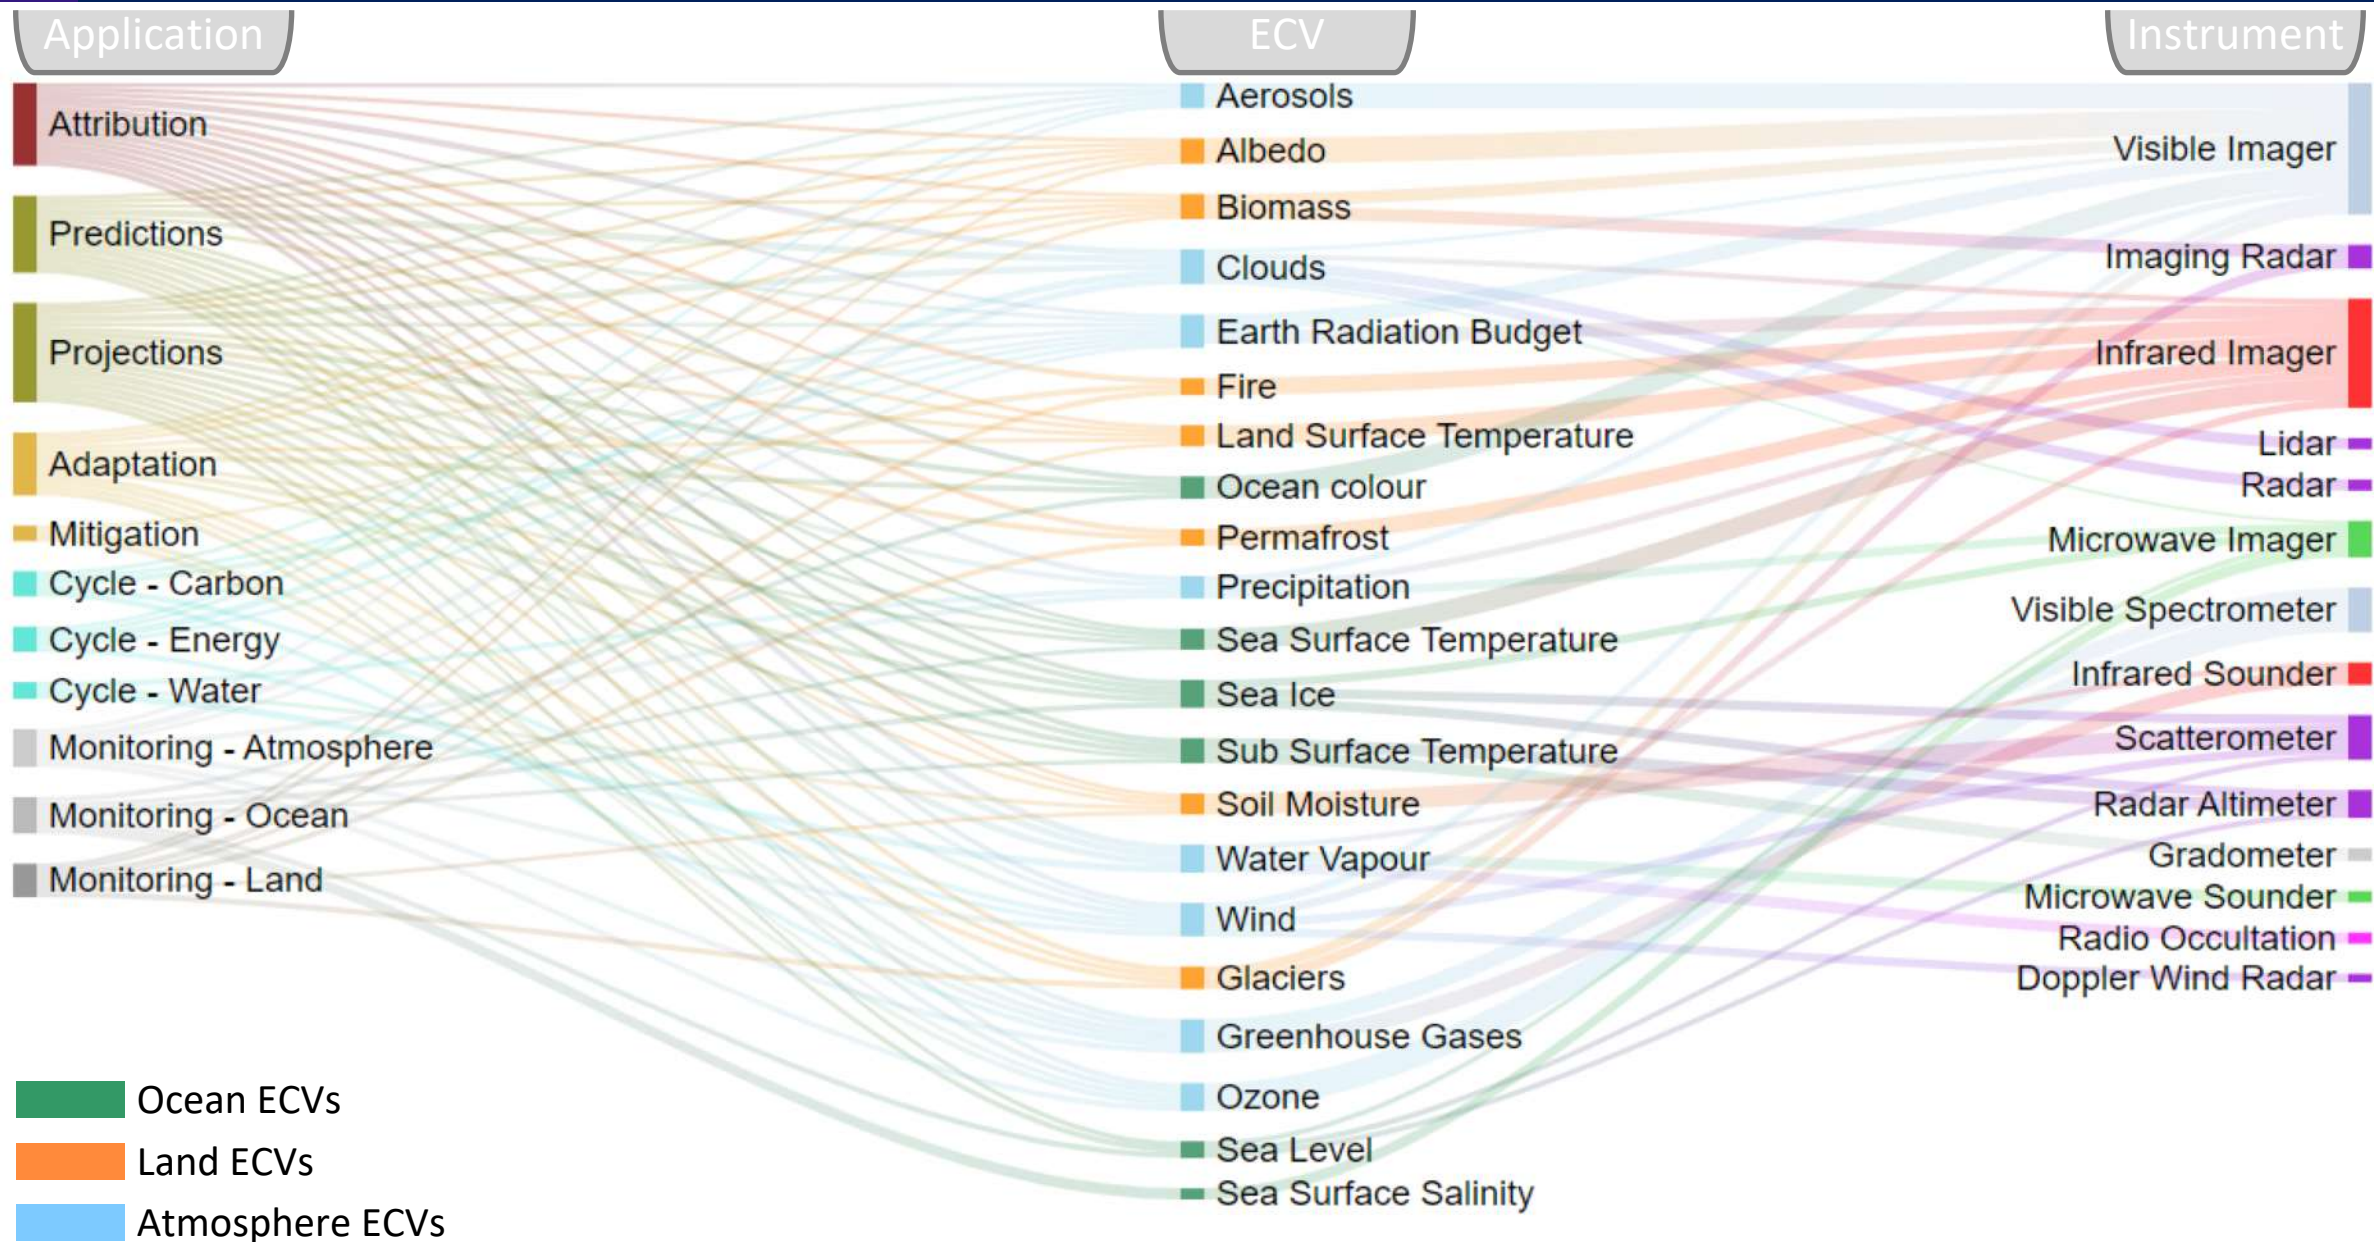 Application
ECV
Instrument
Attribution
Predictions
Projections
Adaptation
Mitigation
Cycle - Carbon
Cycle - Energy
Cycle - Water
Monitoring - Atmosphere
Monitoring - Ocean
Monitoring - Land
Aerosols
Albedo
Biomass
Clouds
Earth Radiation Budget
Fire
Land Surface Temperature
Ocean colour
Permafrost
Precipitation
Sea Surface Temperature
Sea Ice
Sub Surface Temperature
Soil Moisture
Water Vapour
Wind
Glaciers
Greenhouse Gases
Ozone
Sea Level
Sea Surface Salinity
Visible Imager
Imaging Radar
Infrared Imager
Lidar
Radar
Microwave Imager
Visible Spectrometer
Infrared Sounder
Scatterometer
Radar Altimeter
Gradometer
Microwave Sounder
Radio Occultation
Doppler Wind Radar
Ocean ECVs
Land ECVs
Atmosphere ECVs